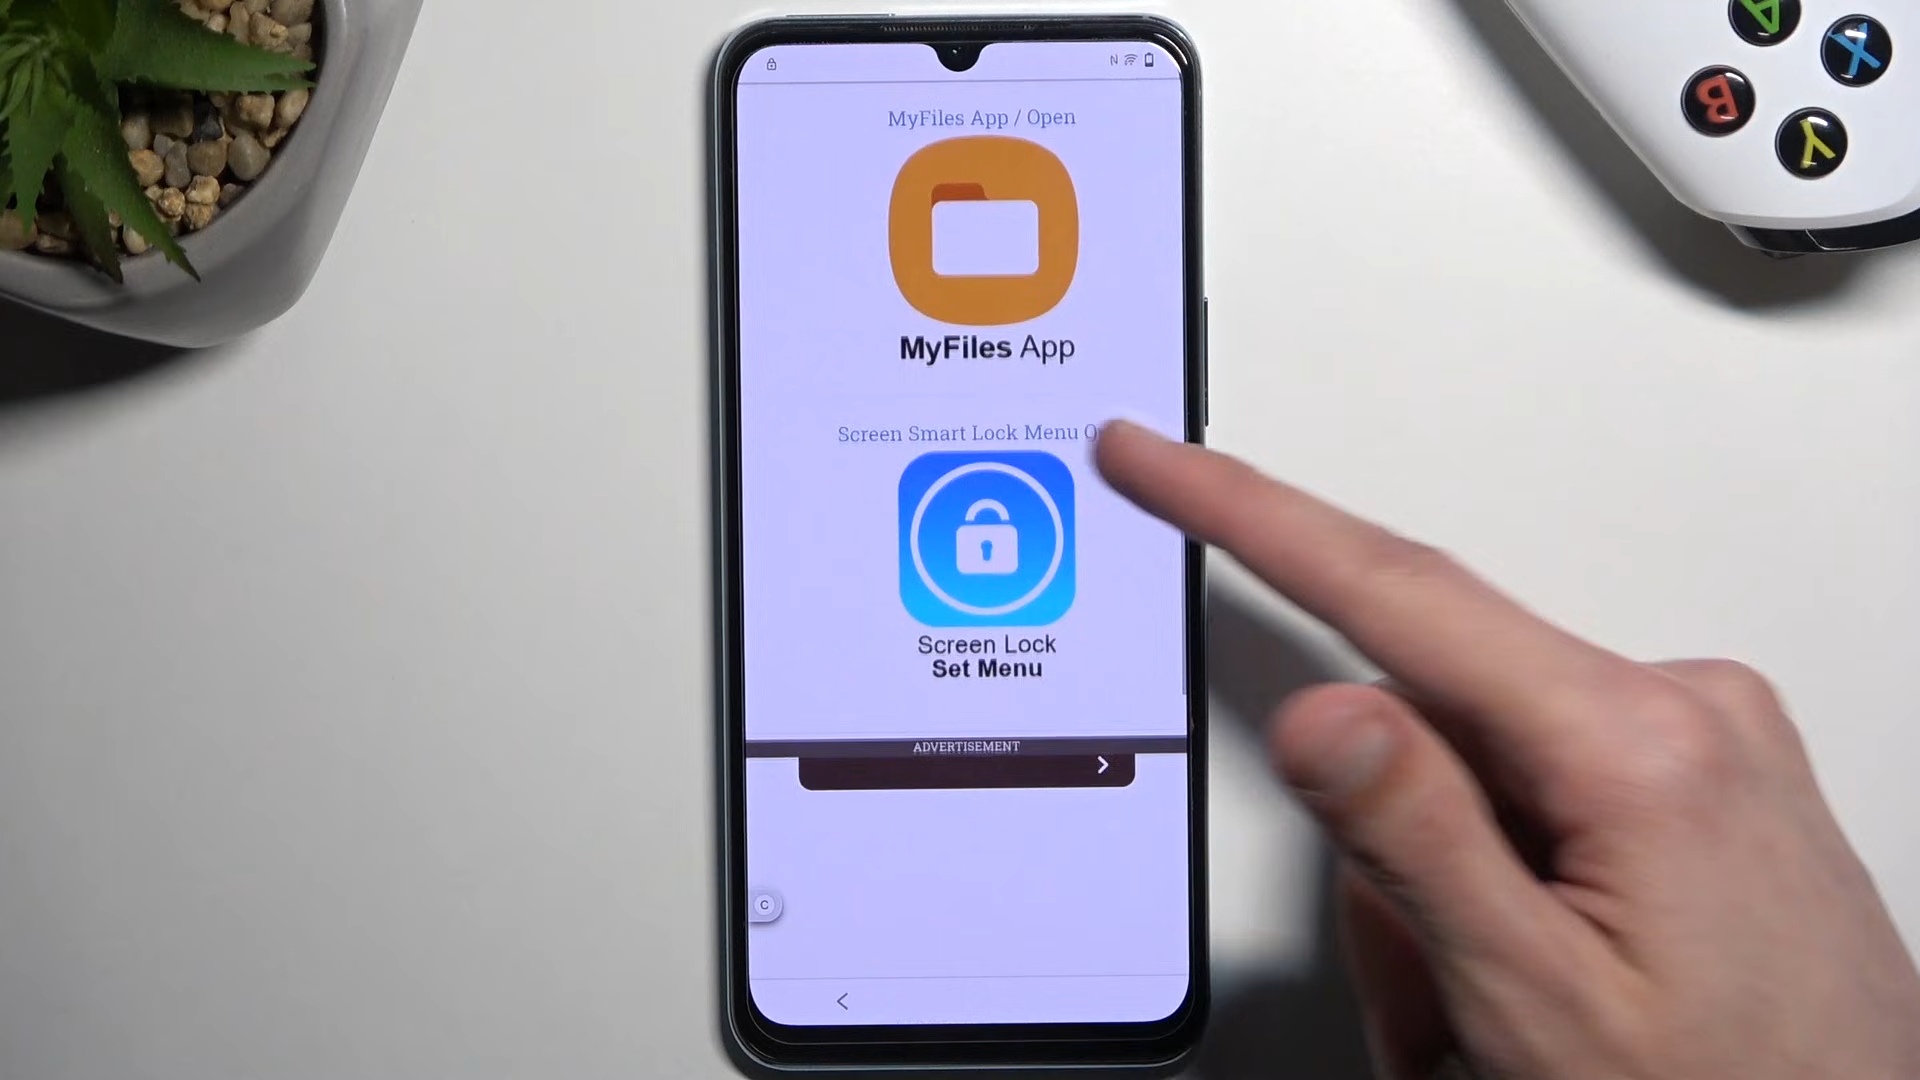 MyFiles App / Open
MyFiles App
Screen Smart Lock Menu
Screen Lock
Set Menu
ADVERTISEMENT
C
N
A
X
B
Y